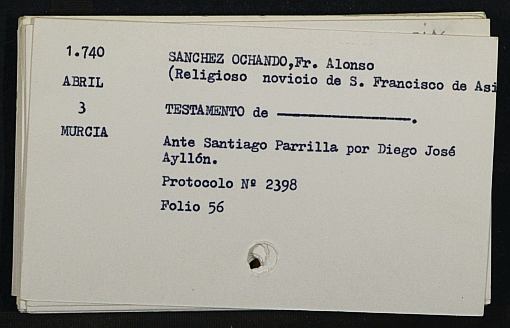 1.740
ABRIL
3
MURCIA
SANCHEZ OCHANDO,Fr. Alonso
(Religioso novicio de S. Francisco de Asi
TESTAMENTO de ————————.
Ante Santiago Parrilla por Diego José
Ayllón.
Protocolo Nº 2398
Folio 56